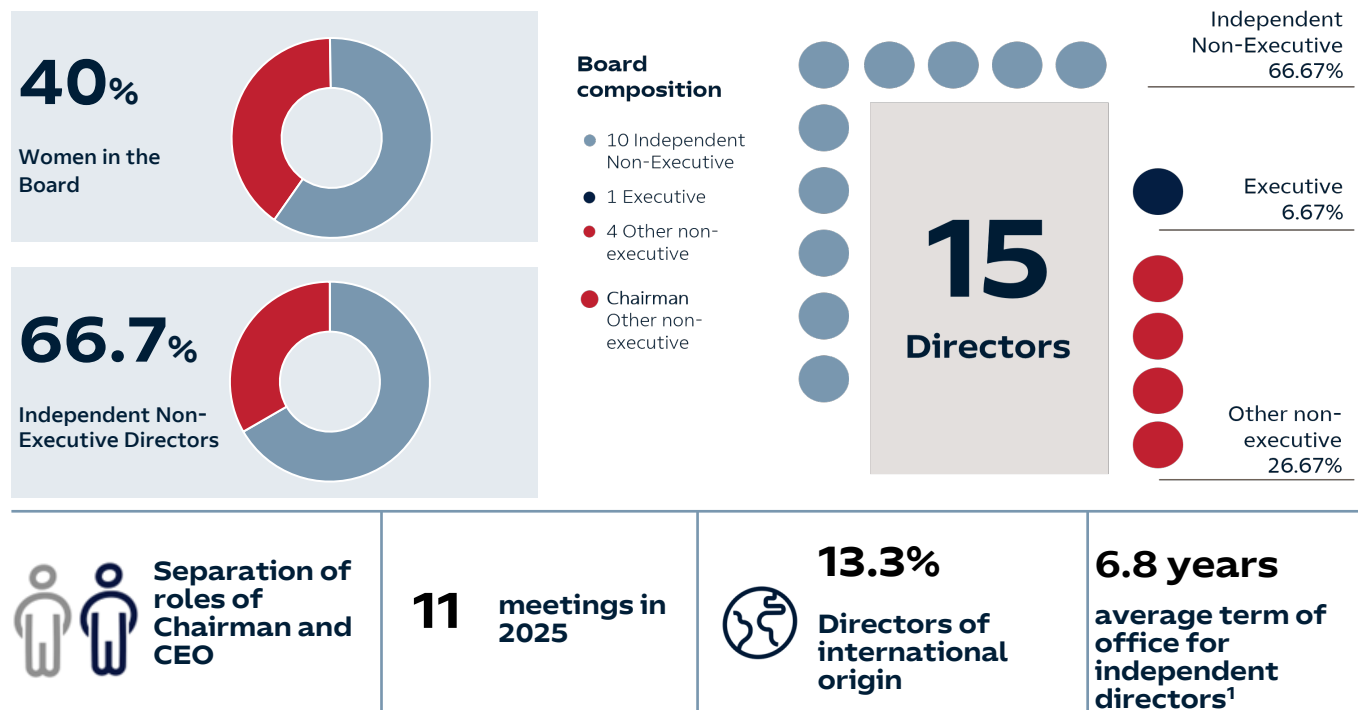 40%
Women in the
Board
66.7%
Independent Non-
Executive Directors
Board
composition
10 Independent
Non-Executive
1 Executive
4 Other non-
executive
Chairman
Other non-
executive
15
Directors
Independent
Non-Executive
66.67%
Executive
6.67%
Other non-
executive
26.67%
Separation of
roles of
Chairman and
CEO
11
meetings in
2025
13.3%
Directors of
international
origin
6.8 years
average term of
office for
independent
directors¹